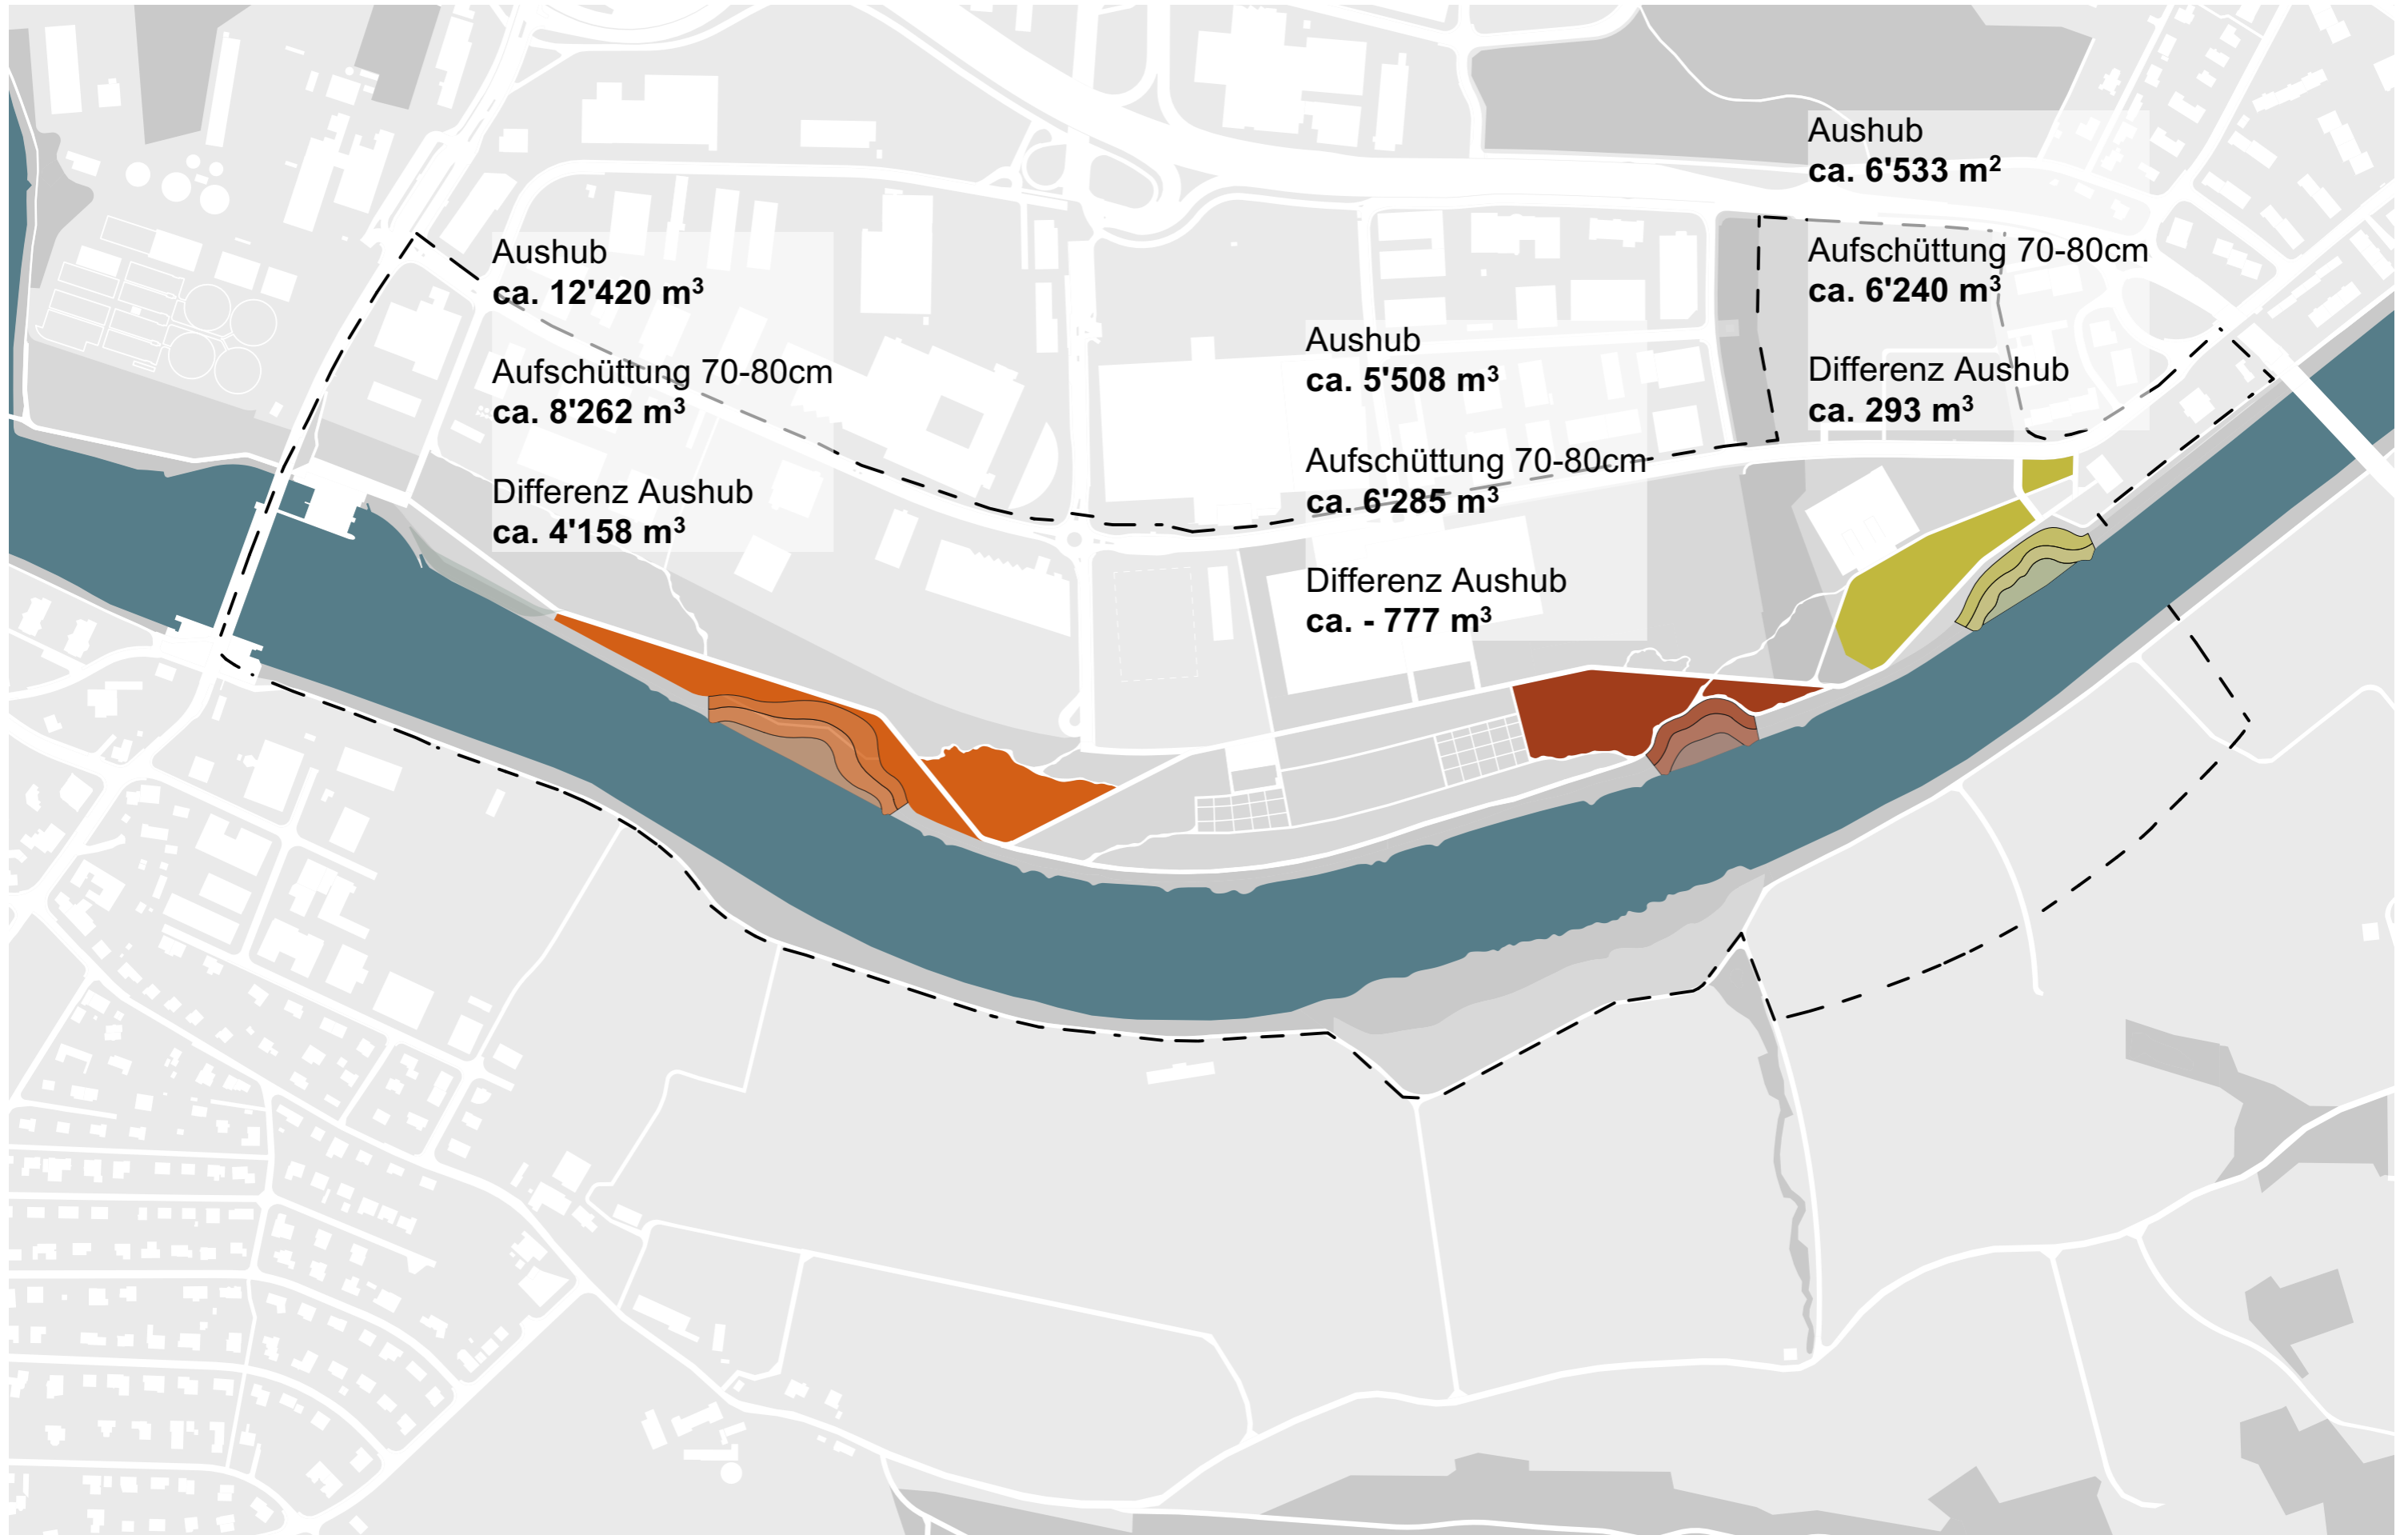 Aushub
ca. 12'420 m³
Aufschüttung 70-80cm
ca. 8'262 m³
Differenz Aushub
ca. 4'158 m³
Aushub
ca. 5'508 m³
Aufschüttung 70-80cm
ca. 6'285 m³
Differenz Aushub
ca. - 777 m³
Aushub
ca. 6'533 m²
Aufschüttung 70-80cm
ca. 6'240 m³
Differenz Aushub
ca. 293 m³